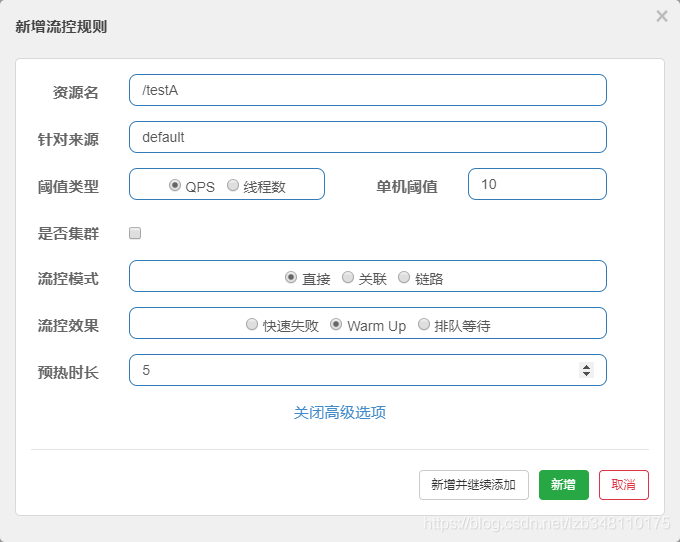 新增流控规则
资源名 /testA
针对来源 default
阈值类型 QPS 线程数 单机阈值 10
是否集群
流控模式 直接 关联 链路
流控效果 快速失败 Warm Up 排队等待
预热时长 5
关闭高级选项
新增并继续添加 新增 取消
https://blog.csdn.net/lzb348110175